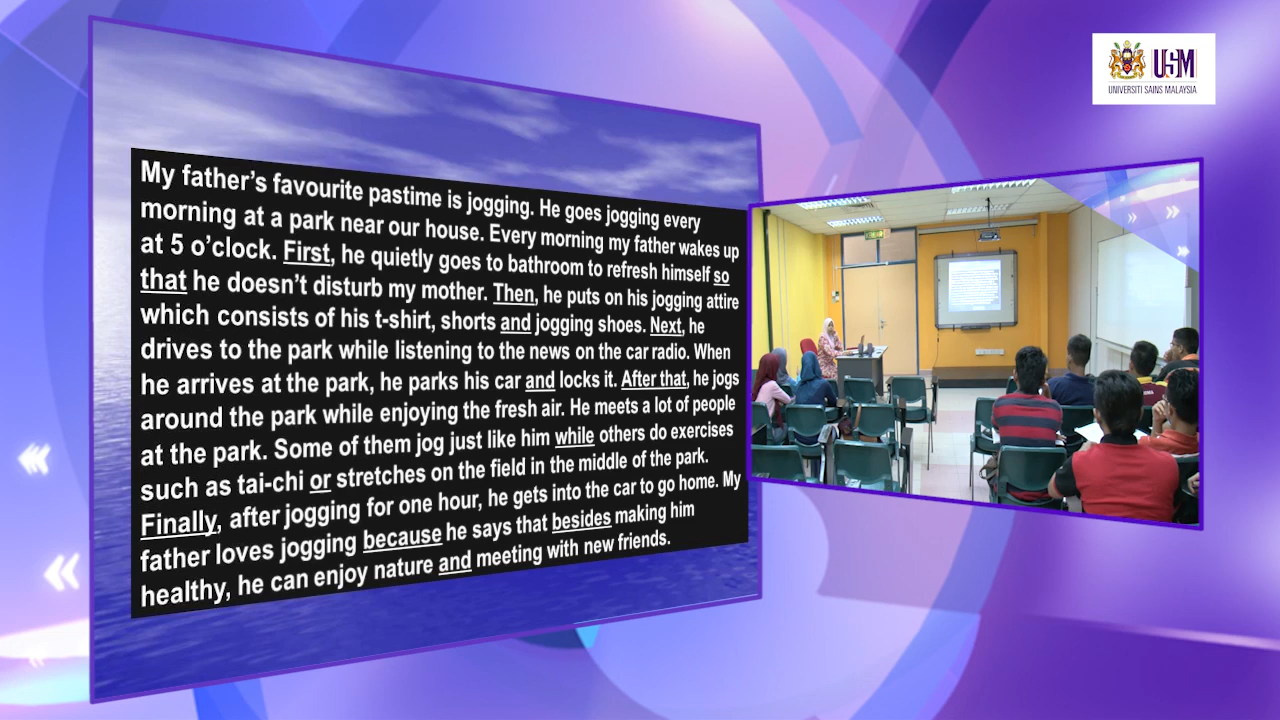 My father’s favourite pastime is jogging. He goes jogging every
morning at a park near our house. Every morning my father wakes up
at 5 o’clock. First, he quietly goes to bathroom to refresh himself so
that he doesn’t disturb my mother. Then, he puts on his jogging attire
which consists of his t-shirt, shorts and jogging shoes. Next, he
drives to the park while listening to the news on the car radio. When
he arrives at the park, he parks his car and locks it. After that, he jogs
around the park while enjoying the fresh air. He meets a lot of people
at the park. Some of them jog just like him while others do exercises
such as tai-chi or stretches on the field in the middle of the park.
Finally, after jogging for one hour, he gets into the car to go home. My
father loves jogging because he says that besides making him
healthy, he can enjoy nature and meeting with new friends.
USM
UNIVERSITI SAINS MALAYSIA